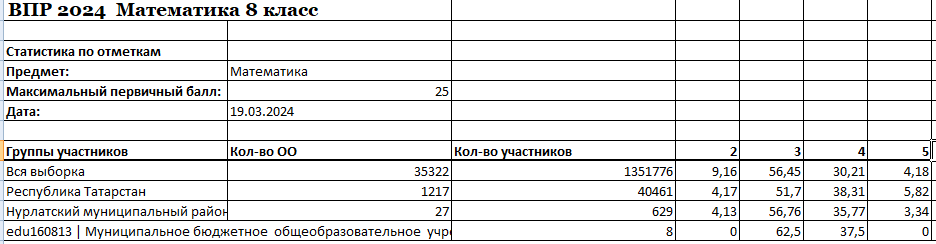 ВПР 2024 Математика 8 класс
Статистика по отметкам
Предмет: Математика
Максимальный первичный балл: 25
Дата: 19.03.2024
Группы участников Кол-во ОО Кол-во участников 2 3 4 5
Вся выборка 35322 1351776 9,16 56,45 30,21 4,18
Республика Татарстан 1217 40461 4,17 51,7 38,31 5,82
Нурлатский муниципальный район 27 629 4,13 56,76 35,77 3,34
edu160813 | Муниципальное бюджетное общеобразовательное учре 8 0 62,5 37,5 0